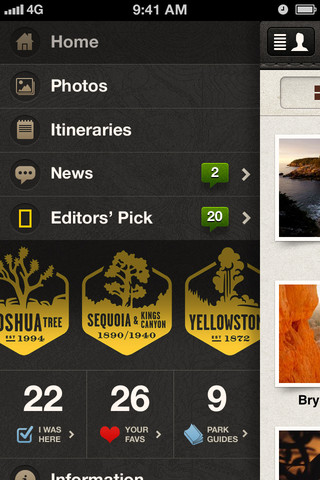 4G 9:41 AM
Home
Photos
Itineraries
News 2
Editors' Pick 20
OSHUA TREE
EST 1994
SEQUOIA & KINGS CANYON
1890/1940
YELLOWSTON
EST 1872
22 26 9
I WAS HERE
YOUR FAVS
PARK GUIDES
Information
Bry